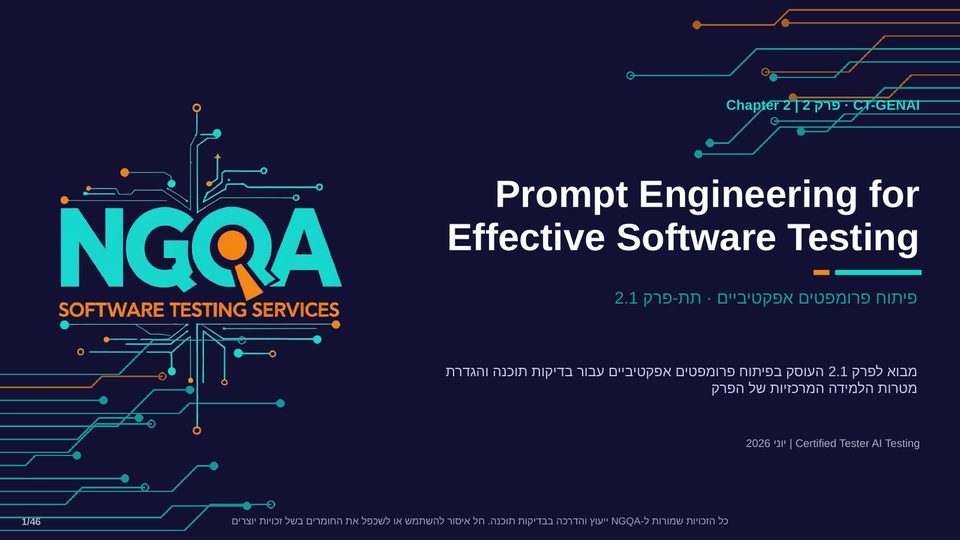 CT-GENAI · פרק 2 | Chapter 2
NGQA
SOFTWARE TESTING SERVICES
Prompt Engineering for
Effective Software Testing
פיתוח פרומפטים אפקטיביים · תת-פרק 2.1
מבוא לפרק 2.1 העוסק בפיתוח פרומפטים אפקטיביים עבור בדיקות תוכנה והגדרת
מטרות הלמידה המרכזיות של הפרק
Certified Tester AI Testing | יוני 2026
כל הזכויות שמורות ל-NGQA ייעוץ והדרכה בבדיקות תוכנה. חל איסור להשתמש או לשכפל את החומרים בשל זכויות יוצרים
1/46